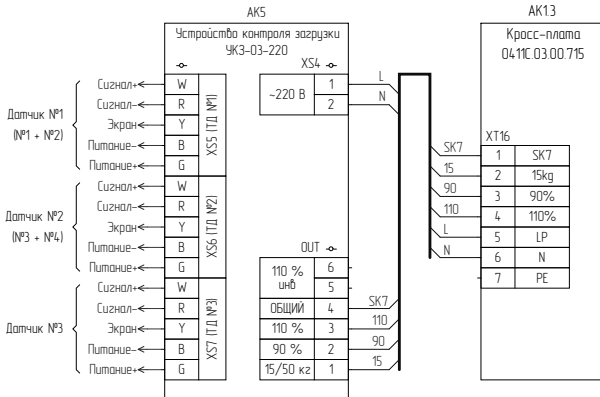 AK5
Устройство контроля загрузки
УКЗ-03-220
XS4
~220 В
1
2
L
N
AK1.3
Кросс-плата
0411С.03.00.715
XT16
1 SK7
2 15kg
3 90%
4 110%
5 LP
6 N
7 PE
SK7
15
90
110
L
N
Датчик №1
(№1 + №2)
Сигнал+ W
Сигнал- R
Экран Y
Питание- B
Питание+ G
XS5 (ТД №1)
Датчик №2
(№3 + №4)
Сигнал+ W
Сигнал- R
Экран Y
Питание- B
Питание+ G
XS6 (ТД №2)
Датчик №3
Сигнал+ W
Сигнал- R
Экран Y
Питание- B
Питание+ G
XS7 (ТД №3)
OUT
110 %
инв
6
5
ОБЩИЙ 4 SK7
110 % 3 110
90 % 2 90
15/50 кг 1 15